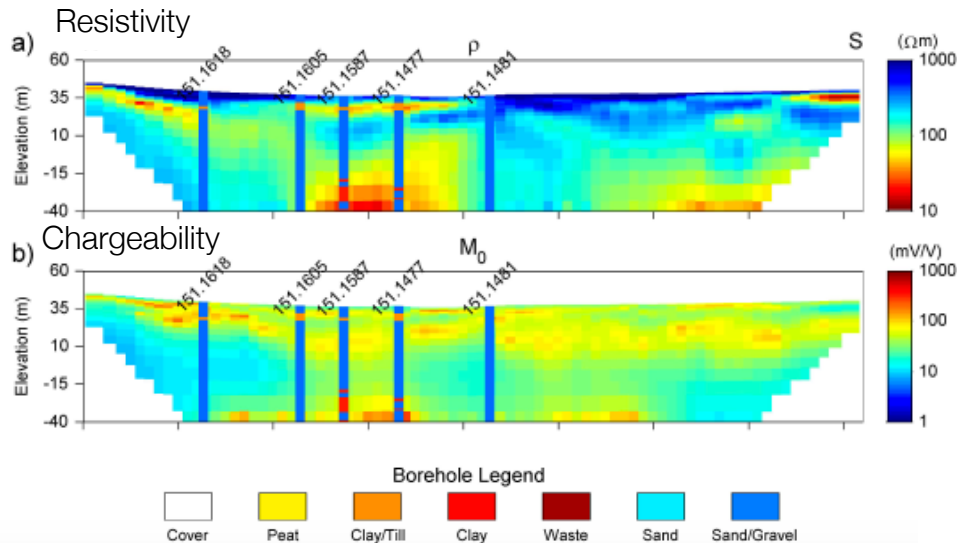 Resistivity
a)
ρ
S
(Ωm)
60
35
10
-15
-40
Elevation (m)
151.1618
151.1605
151.1587
151.1477
151.1481
1000
100
10
Chargeability
b)
M0
(mV/V)
60
35
10
-15
-40
Elevation (m)
151.1618
151.1605
151.1587
151.1477
151.1481
1000
100
10
1
Borehole Legend
Cover Peat Clay/Till Clay Waste Sand Sand/Gravel